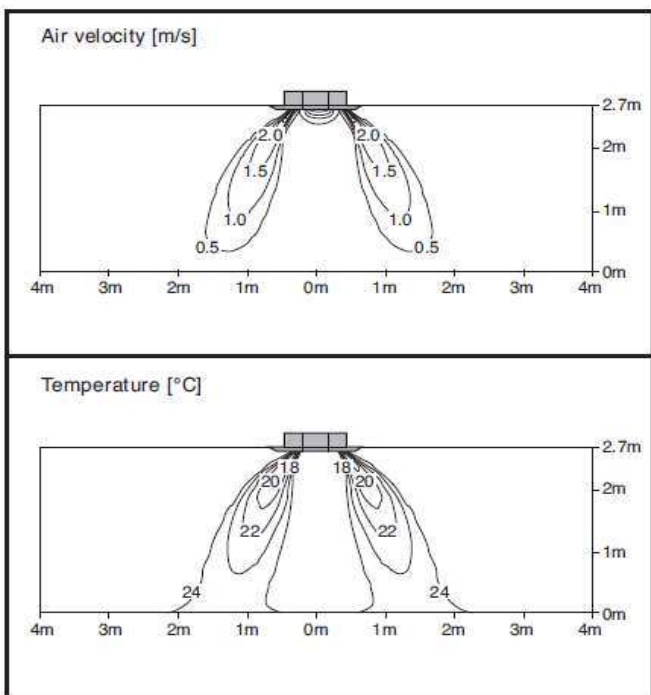 Air velocity [m/s]
2.7m
2.0 2.0 2m
1.5 1.5
1.0 1.0 1m
0.5 0.5
0m
4m 3m 2m 1m 0m 1m 2m 3m 4m
Temperature [°C]
2.7m
18 18
20 20 2m
22 22
1m
24 24
0m
4m 3m 2m 1m 0m 1m 2m 3m 4m